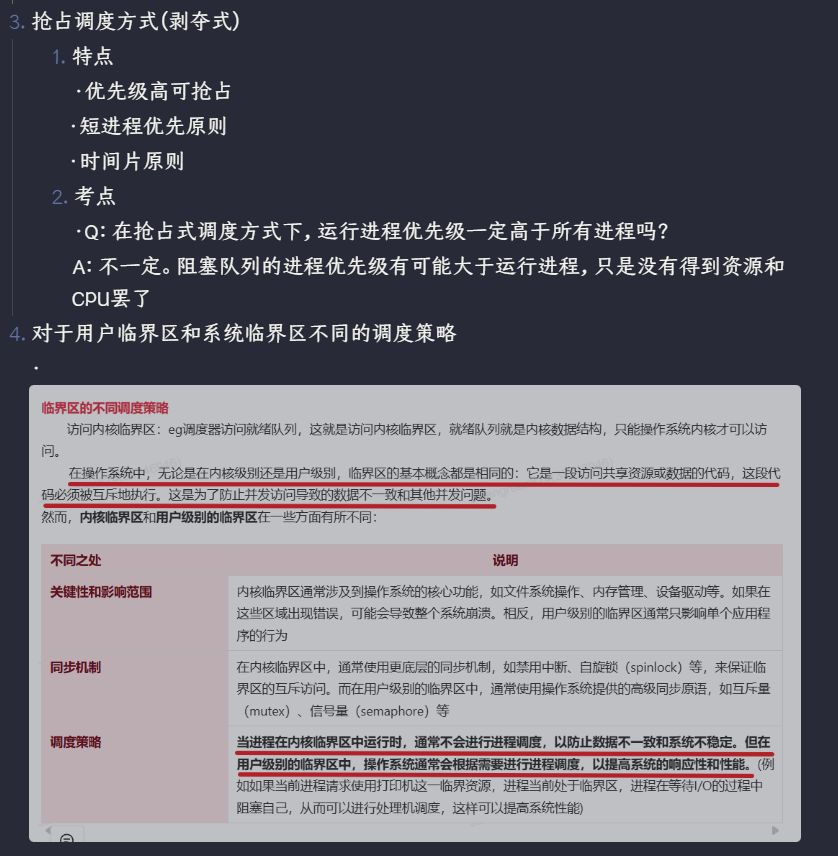 3. 抢占调度方式(剥夺式)
1. 特点
·优先级高可抢占
·短进程优先原则
·时间片原则
2. 考点
·Q: 在抢占式调度方式下, 运行进程优先级一定高于所有进程吗?
A: 不一定。阻塞队列的进程优先级有可能大于运行进程, 只是没有得到资源和
CPU罢了
4. 对于用户临界区和系统临界区不同的调度策略
·
临界区的不同调度策略
访问内核临界区：eg调度器访问就绪队列，这就是访问内核临界区，就绪队列就是内核数据结构，只能操作系统内核才可以访
问。
在操作系统中，无论是在内核级别还是用户级别，临界区的基本概念都是相同的：它是一段访问共享资源或数据的代码，这段代
码必须被互斥地执行。这是为了防止并发访问导致的数据不一致和其他并发问题。
然而，内核临界区和用户级别的临界区在一些方面有所不同：
不同之处 说明
关键性和影响范围 内核临界区通常涉及到操作系统的核心功能，如文件系统操作、内存管理、设备驱动等。如果在
这些区域出现错误，可能会导致整个系统崩溃。相反，用户级别的临界区通常只影响单个应用程
序的行为
同步机制 在内核临界区中，通常使用更底层的同步机制，如禁用中断、自旋锁（spinlock）等，来保证临
界区的互斥访问。而在用户级别的临界区中，通常使用操作系统提供的高级同步原语，如互斥量
（mutex）、信号量（semaphore）等
调度策略 当进程在内核临界区中运行时，通常不会进行进程调度，以防止数据不一致和系统不稳定。但在
用户级别的临界区中，操作系统通常会根据需要进行进程调度，以提高系统的响应性和性能。(例
如如果当前进程请求使用打印机这一临界资源，进程当前处于临界区，进程在等待I/O的过程中
阻塞自己，从而可以进行处理机调度，这样可以提高系统性能)